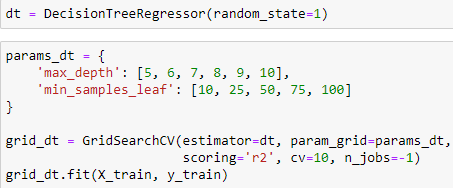 dt = DecisionTreeRegressor(random_state=1)
params_dt = {
    'max_depth': [5, 6, 7, 8, 9, 10],
    'min_samples_leaf': [10, 25, 50, 75, 100]
}
grid_dt = GridSearchCV(estimator=dt, param_grid=params_dt,
                       scoring='r2', cv=10, n_jobs=-1)
grid_dt.fit(X_train, y_train)